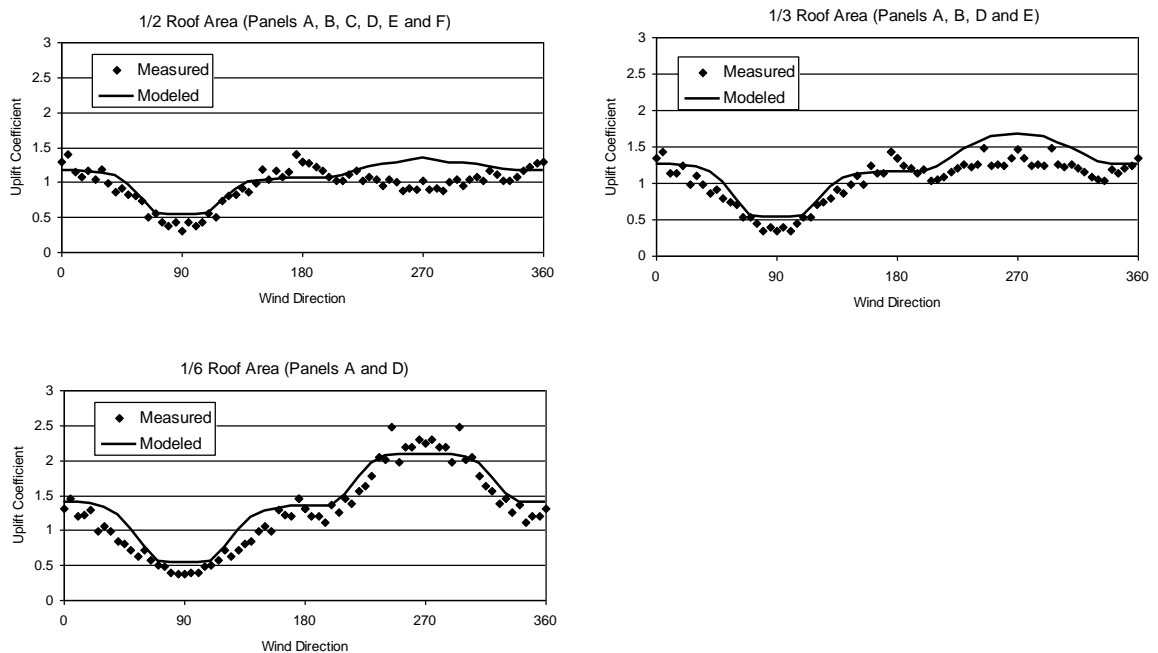 1/2 Roof Area (Panels A, B, C, D, E and F)
3
2.5
2
1.5
1
0.5
0
Uplift Coefficient
Measured
Modeled
0 90 180 270 360
Wind Direction
1/3 Roof Area (Panels A, B, D and E)
3
2.5
2
1.5
1
0.5
0
Uplift Coefficient
Measured
Modeled
0 90 180 270 360
Wind Direction
1/6 Roof Area (Panels A and D)
3
2.5
2
1.5
1
0.5
0
Uplift Coefficient
Measured
Modeled
0 90 180 270 360
Wind Direction